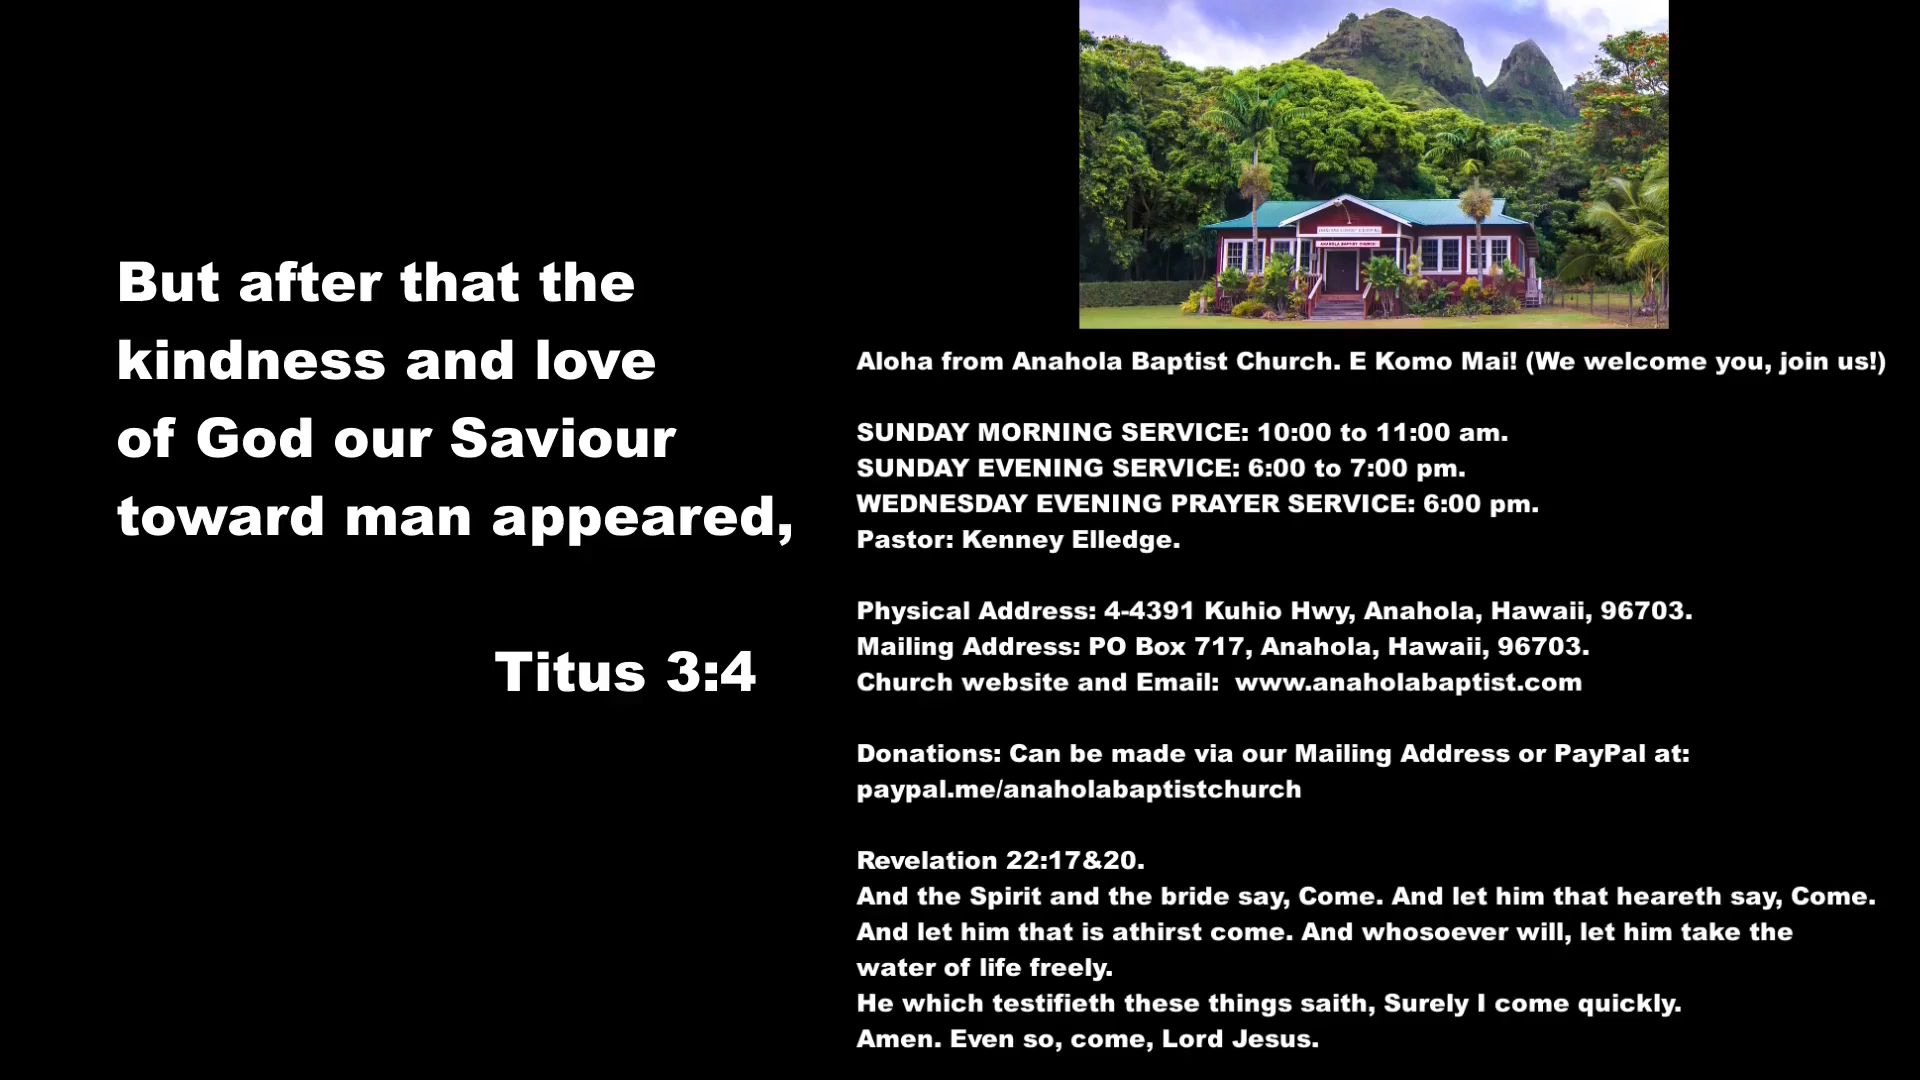 But after that the
kindness and love
of God our Saviour
toward man appeared,
Titus 3:4
ANAHOLA BAPTIST CHURCH
Aloha from Anahola Baptist Church. E Komo Mai! (We welcome you, join us!)
SUNDAY MORNING SERVICE: 10:00 to 11:00 am.
SUNDAY EVENING SERVICE: 6:00 to 7:00 pm.
WEDNESDAY EVENING PRAYER SERVICE: 6:00 pm.
Pastor: Kenney Elledge.
Physical Address: 4-4391 Kuhio Hwy, Anahola, Hawaii, 96703.
Mailing Address: PO Box 717, Anahola, Hawaii, 96703.
Church website and Email:  www.anaholabaptist.com
Donations: Can be made via our Mailing Address or PayPal at:
paypal.me/anaholabaptistchurch
Revelation 22:17&20.
And the Spirit and the bride say, Come. And let him that heareth say, Come.
And let him that is athirst come. And whosoever will, let him take the
water of life freely.
He which testifieth these things saith, Surely I come quickly.
Amen. Even so, come, Lord Jesus.